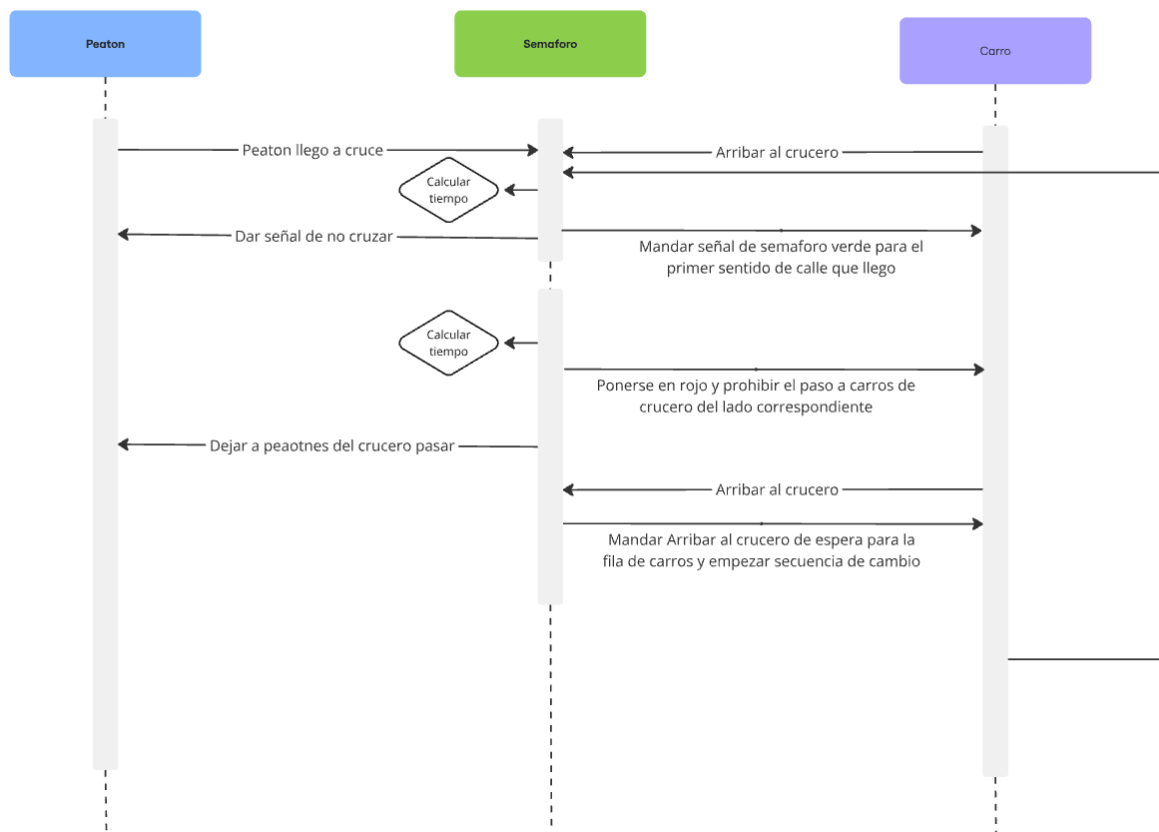 Peaton
Semaforo
Carro
Peaton llego a cruce
Arribar al crucero
Calcular
tiempo
Dar señal de no cruzar
Mandar señal de semaforo verde para el
primer sentido de calle que llego
Calcular
tiempo
Ponerse en rojo y prohibir el paso a carros de
crucero del lado correspondiente
Dejar a peaotnes del crucero pasar
Arribar al crucero
Mandar Arribar al crucero de espera para la
fila de carros y empezar secuencia de cambio